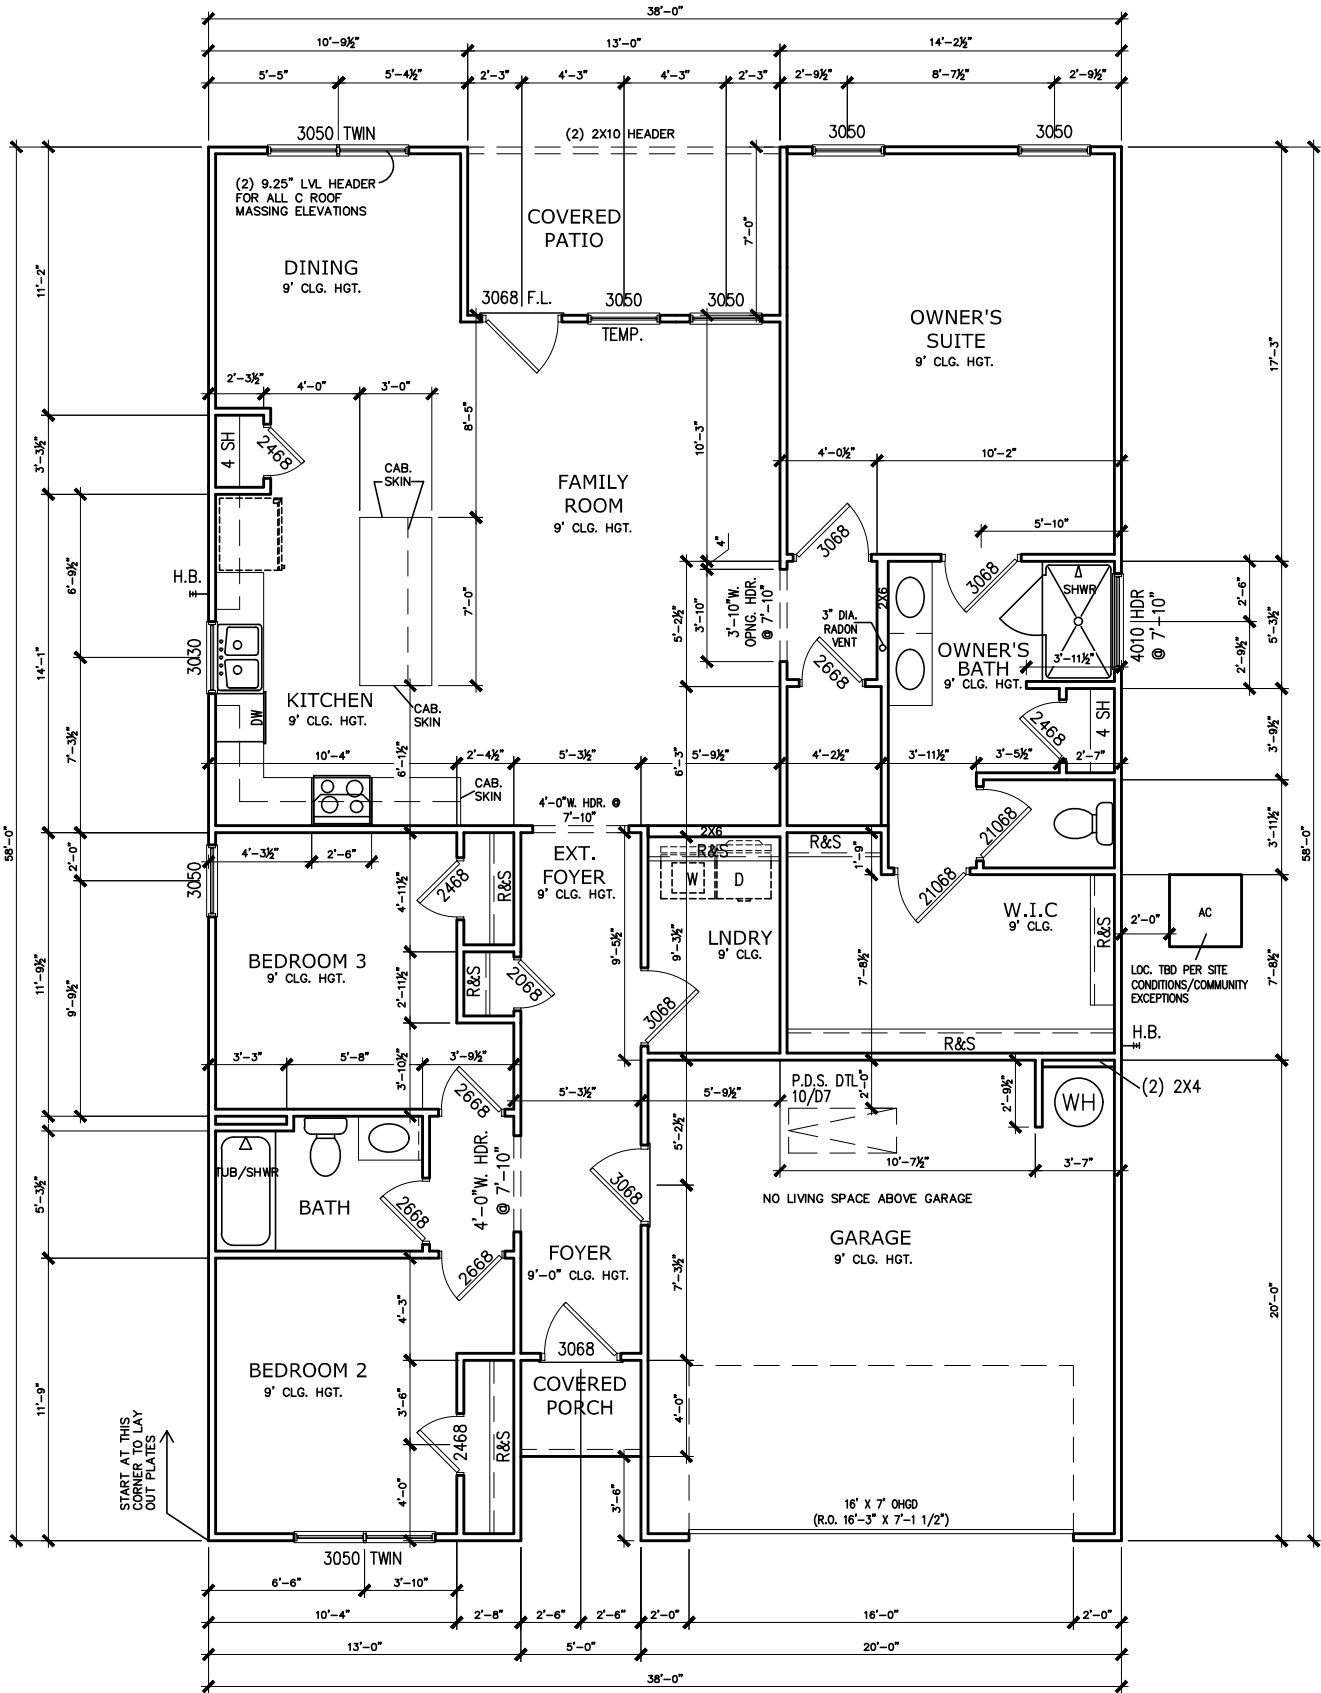 38'-0"
10'-9½"
13'-0"
14'-2½"
5'-5"
5'-4½"
2'-3"
4'-3"
4'-3"
2'-3"
2'-9½"
8'-7½"
2'-9½"
3050 TWIN
(2) 2X10 HEADER
3050
3050
(2) 9.25" LVL HEADER
FOR ALL C ROOF
MASSING ELEVATIONS
COVERED
PATIO
7'-0"
DINING
9' CLG. HGT.
11'-2"
3068 F.L.
3050
3050
TEMP.
OWNER'S
SUITE
9' CLG. HGT.
17'-3"
2'-3½"
4'-0"
3'-0"
8'-5"
10'-3"
4 SH
2468
3'-3½"
CAB.
SKIN
FAMILY
ROOM
9' CLG. HGT.
4'-0½"
10'-2"
5'-10"
3068
3068
4"
H.B.
6'-9½"
7'-0"
5'-2½"
3'-10"
3'-10"W.
OPNG. HDR.
@ 7'-10"
2X6
3" DIA.
RADON
VENT
SHWR
4010 HDR
@ 7'-10"
2'-6"
5'-3½"
2'-9½"
3030
14'-1"
OWNER'S
BATH
9' CLG. HGT.
3'-11½"
2668
KITCHEN
9' CLG. HGT.
DW
CAB.
SKIN
2468
4 SH
3'-9½"
7'-3½"
10'-4"
6'-1½"
2'-4½"
5'-3½"
5'-9½"
6'-3"
4'-2½"
3'-11½"
3'-5½"
2'-7"
CAB.
SKIN
4'-0"W. HDR. @
7'-10"
2X6
21068
3'-11½"
58'-0"
58'-0"
2'-0"
4'-3½"
2'-6"
3050
EXT.
FOYER
9' CLG. HGT.
R&S
R&S
1'-9"
2468
R&S
4'-11½"
W
D
21068
W.I.C
9' CLG.
R&S
2'-0"
AC
BEDROOM 3
9' CLG. HGT.
LNDRY
9' CLG.
9'-5½"
9'-3½"
7'-8½"
7'-8½"
11'-9½"
9'-9½"
R&S
2068
2'-11½"
3068
LOC. TBD PER SITE
CONDITIONS/COMMUNITY
EXCEPTIONS
H.B.
R&S
3'-3"
5'-8"
3'-9½"
3'-10½"
2668
5'-3½"
5'-9½"
P.D.S. DTL
10/D7
2'-0"
2'-9½"
WH
(2) 2X4
TUB/SHWR
BATH
2668
4'-0"W. HDR.
@ 7'-10"
5'-3½"
5'-2½"
3068
10'-7½"
3'-7"
NO LIVING SPACE ABOVE GARAGE
GARAGE
9' CLG. HGT.
FOYER
9'-0" CLG. HGT.
2668
7'-3½"
20'-0"
4'-3"
3068
BEDROOM 2
9' CLG. HGT.
COVERED
PORCH
11'-9"
3'-6"
4'-0"
2468
R&S
START AT THIS
CORNER TO LAY
OUT PLATES
4'-0"
3'-6"
16' X 7' OHGD
(R.O. 16'-3" X 7'-1 1/2")
3050 TWIN
6'-6"
3'-10"
10'-4"
2'-8"
2'-6"
2'-6"
2'-0"
16'-0"
2'-0"
13'-0"
5'-0"
20'-0"
38'-0"